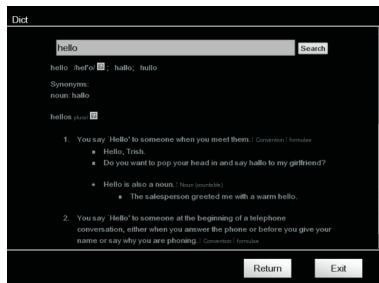 Dict
hello
Search
hello /hel'o/ ; hallo; hullo
Synonyms:
noun: hallo
hellos plural
1. You say `Hello' to someone when you meet them. | Convention | formulae
Hello, Trish.
Do you want to pop your head in and say hallo to my girlfriend?
Hello is also a noun. | Noun (countable)
The salesperson greeted me with a warm hello.
2. You say `Hello' to someone at the beginning of a telephone
conversation, either when you answer the phone or before you give your
name or say why you are phoning. | Convention | formulae
Return
Exit